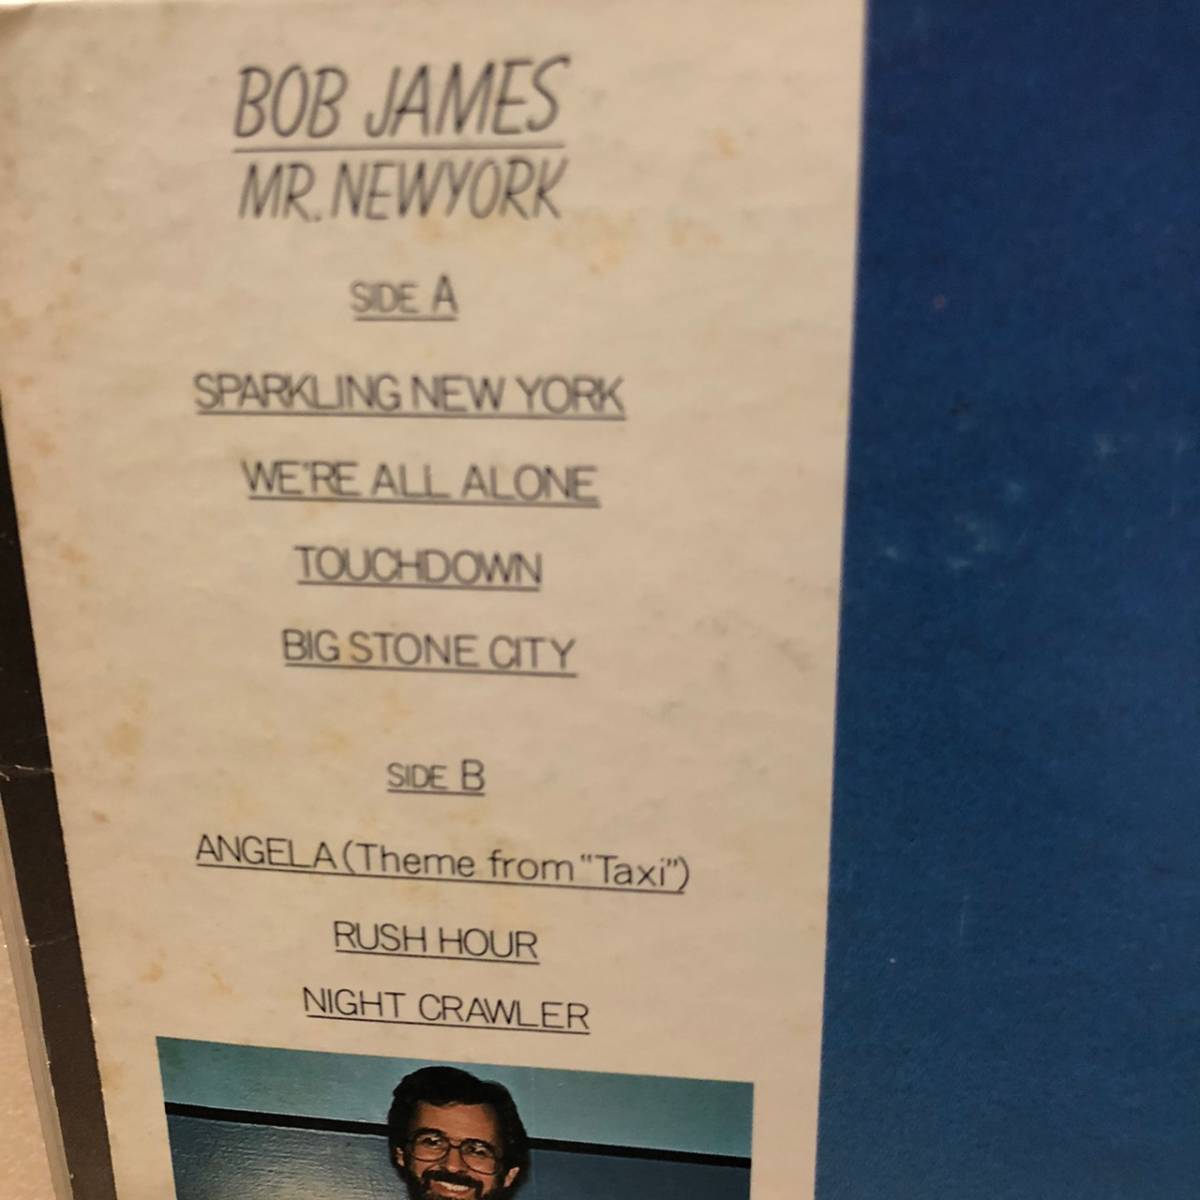 BOB JAMES
MR. NEWYORK
SIDE A
SPARKLING NEW YORK
WE'RE ALL ALONE
TOUCHDOWN
BIG STONE CITY
SIDE B
ANGELA (Theme from "Taxi")
RUSH HOUR
NIGHT CRAWLER